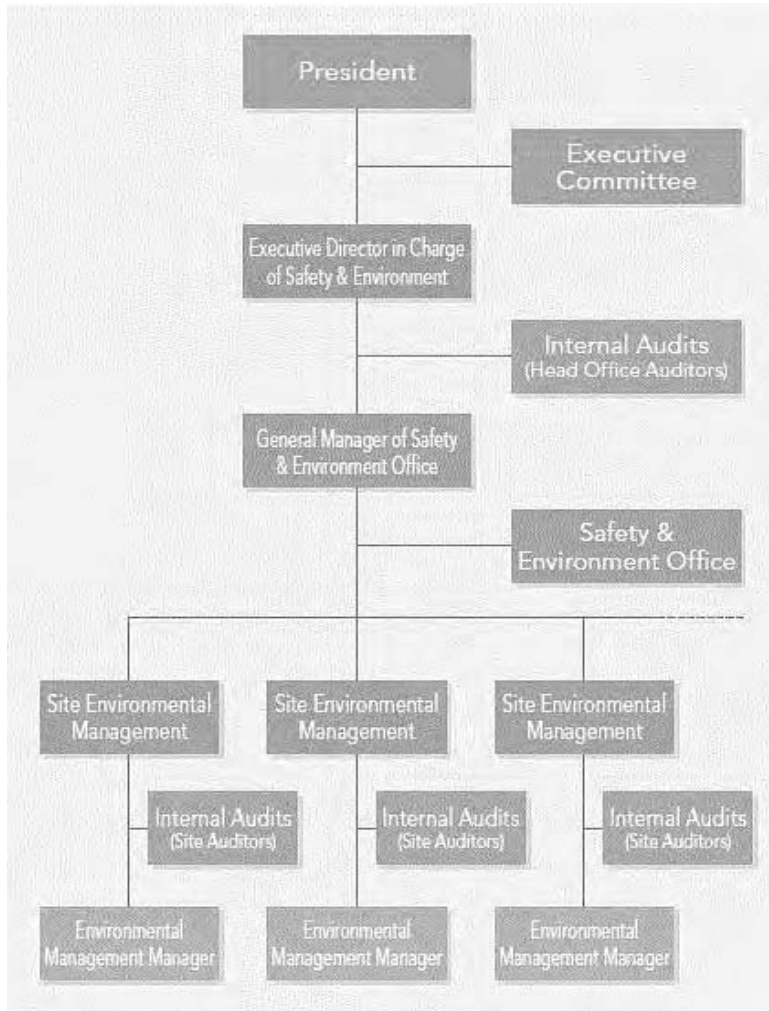 President
Executive
Committee
Executive Director in Charge
of Safety & Environment
Internal Audits
(Head Office Auditors)
General Manager of Safety
& Environment Office
Safety &
Environment Office
Site Environmental
Management
Site Environmental
Management
Site Environmental
Management
Internal Audits
(Site Auditors)
Internal Audits
(Site Auditors)
Internal Audits
(Site Auditors)
Environmental
Management Manager
Environmental
Management Manager
Environmental
Management Manager